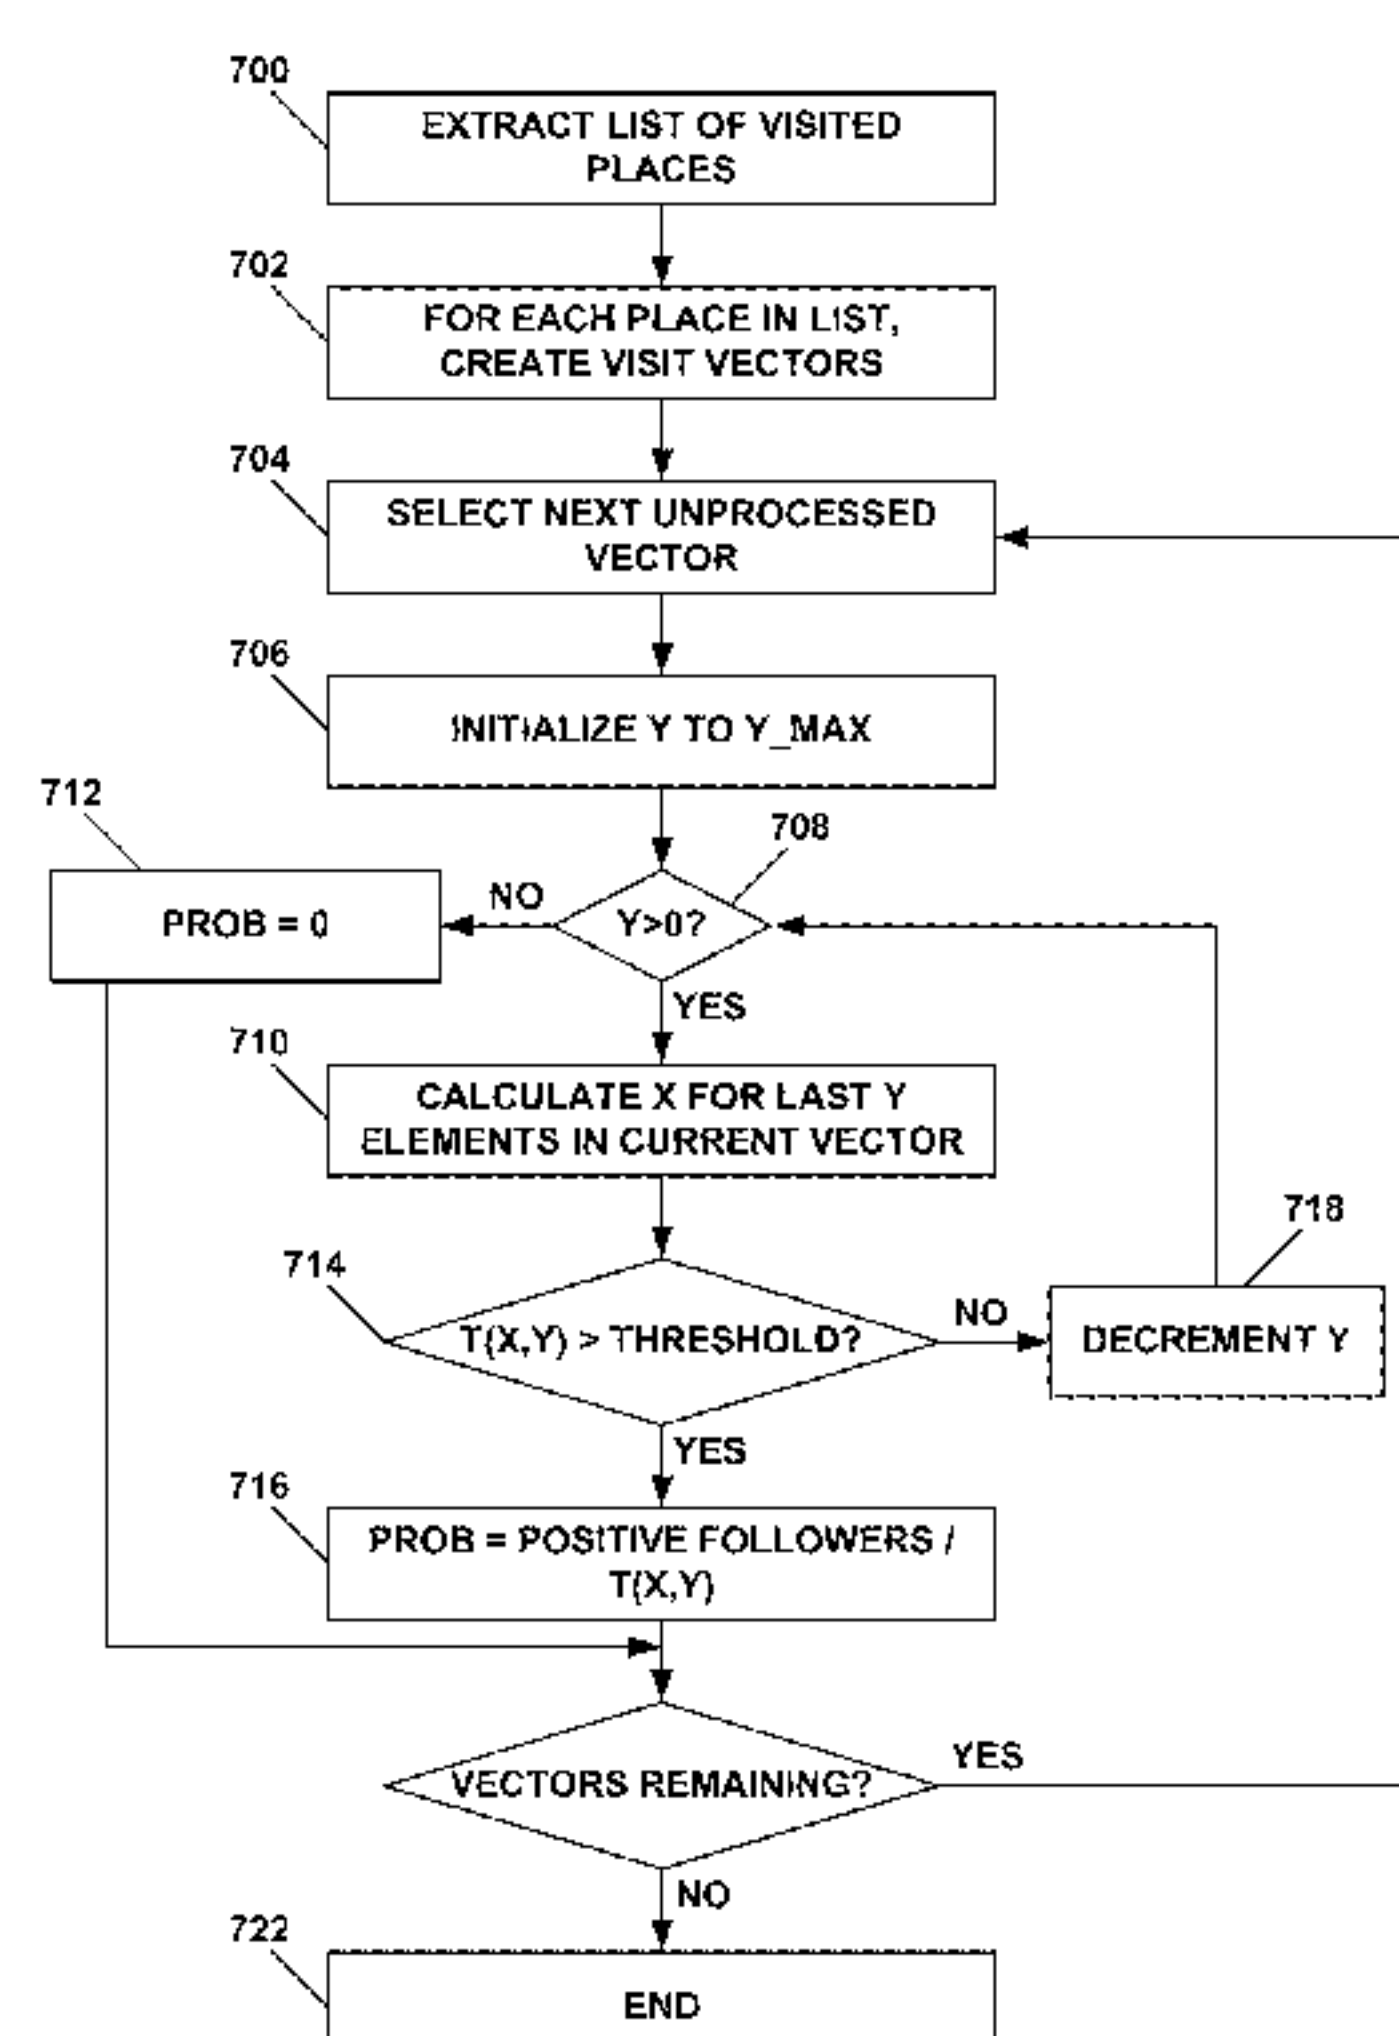 700
EXTRACT LIST OF VISITED
PLACES
702
FOR EACH PLACE IN LIST,
CREATE VISIT VECTORS
704
SELECT NEXT UNPROCESSED
VECTOR
706
INITIALIZE Y TO Y_MAX
712
708
PROB = 0
NO
Y>0?
YES
710
CALCULATE X FOR LAST Y
ELEMENTS IN CURRENT VECTOR
718
714
T(X,Y) > THRESHOLD?
NO
DECREMENT Y
YES
716
PROB = POSITIVE FOLLOWERS /
T(X,Y)
VECTORS REMAINING?
YES
NO
722
END